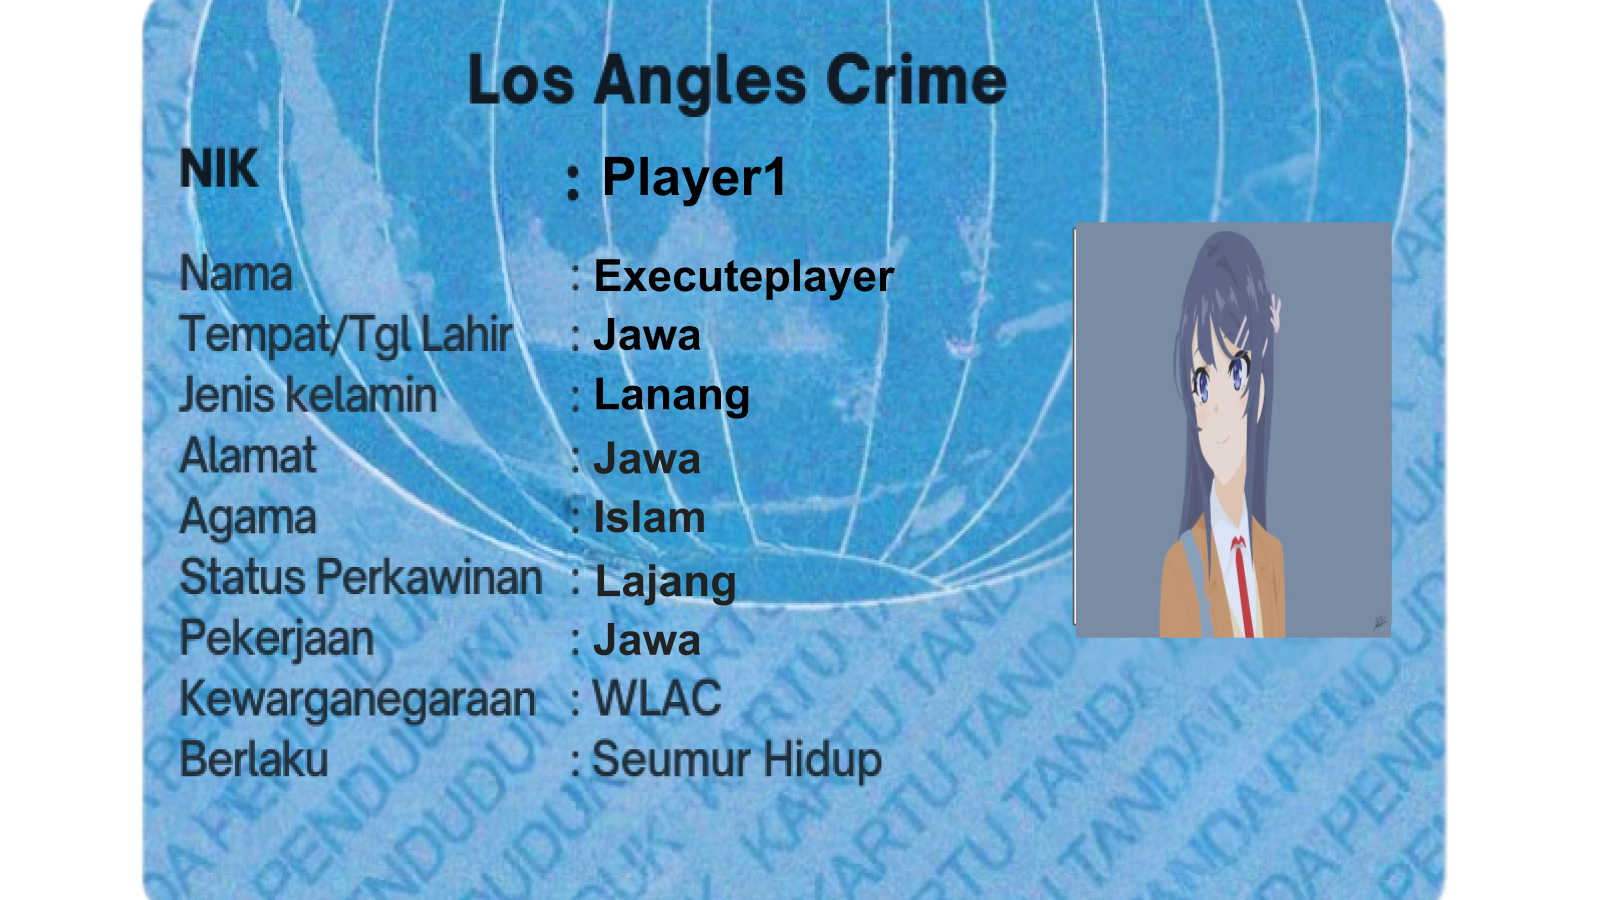 Los Angles Crime
NIK : Player1
Nama : Executeplayer
Tempat/Tgl Lahir : Jawa
Jenis kelamin : Lanang
Alamat : Jawa
Agama : Islam
Status Perkawinan : Lajang
Pekerjaan : Jawa
Kewarganegaraan : WLAC
Berlaku : Seumur Hidup